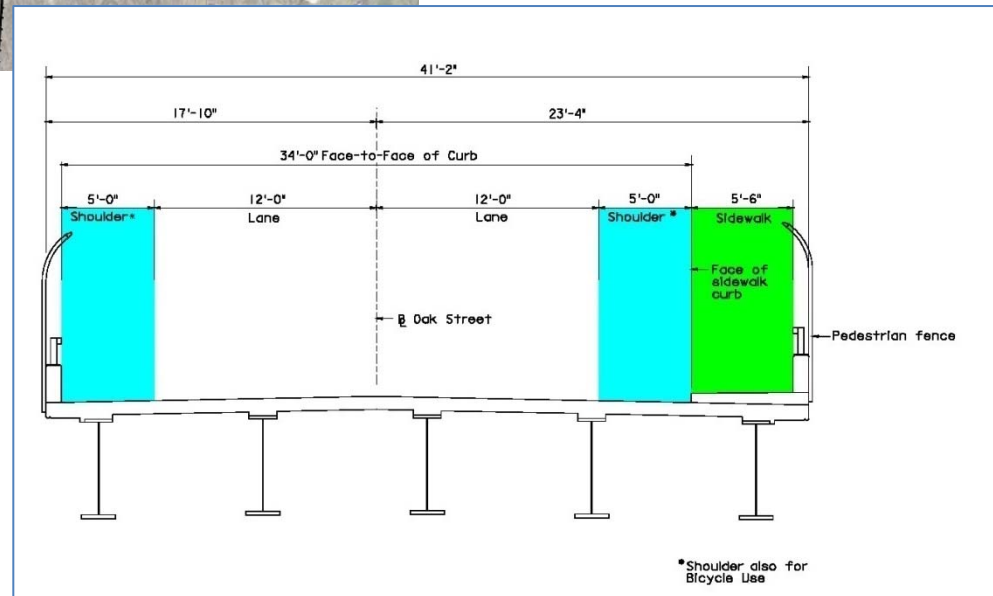 41'-2"
17'-10" 23'-4"
34'-0" Face-to-Face of Curb
5'-0" 12'-0" 12'-0" 5'-0" 5'-6"
Shoulder* Lane Lane Shoulder* Sidewalk
Face of
sidewalk
curb
℄ Oak Street
Pedestrian fence
*Shoulder also for
Bicycle Use